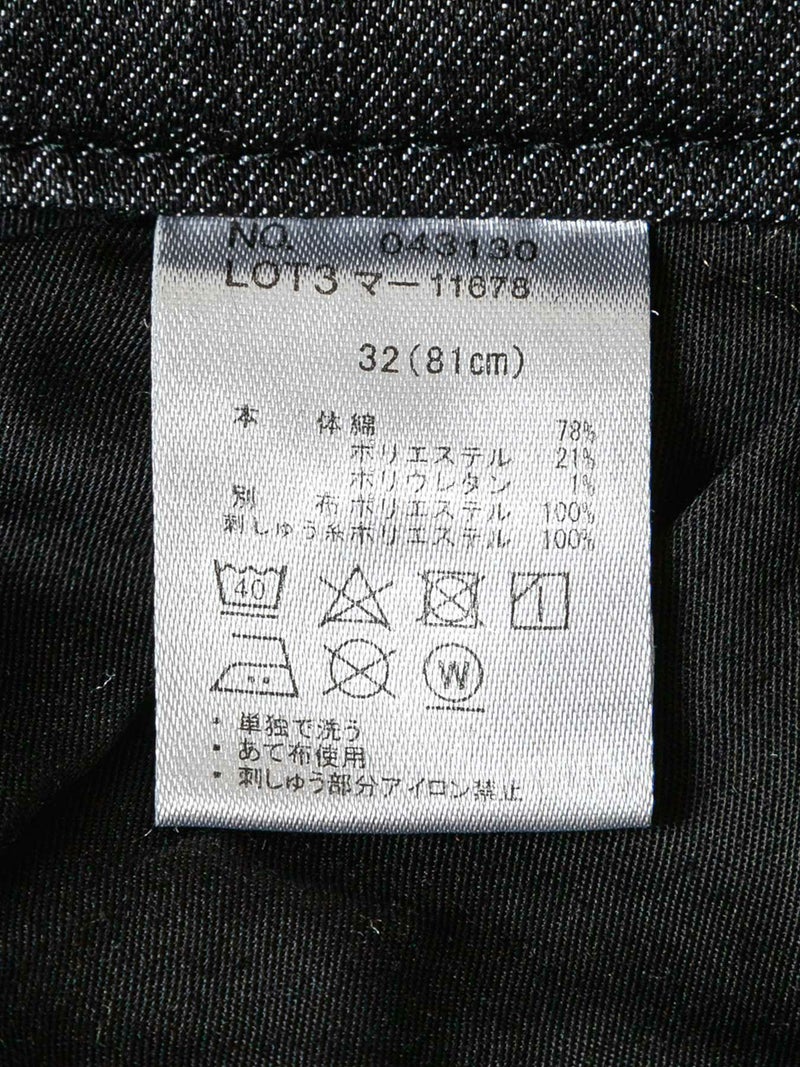 NO. 043130
LOT3 マー11678
32(81cm)
本 体 綿 78%
ポリエステル 21%
ポリウレタン 1%
別 布 ポリエステル 100%
刺しゅう糸 ポリエステル 100%
40
W
・単独で洗う
・あて布使用
・刺しゅう部分アイロン禁止